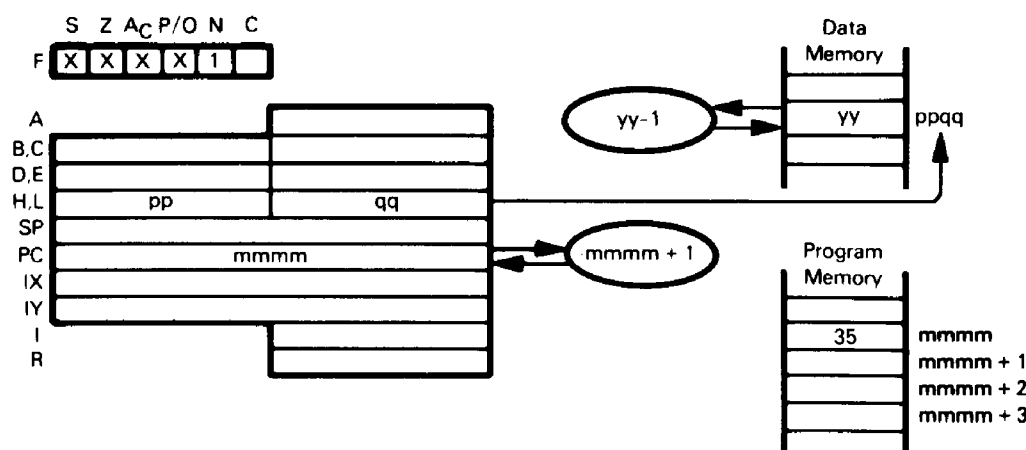 S Z AC P/O N C
F X X X X 1
A
B,C
D,E
H,L pp qq
SP
PC mmmm
IX
IY
I
R
mmmm + 1
yy-1
Data
Memory
yy ppqq
Program
Memory
35 mmmm
mmmm + 1
mmmm + 2
mmmm + 3